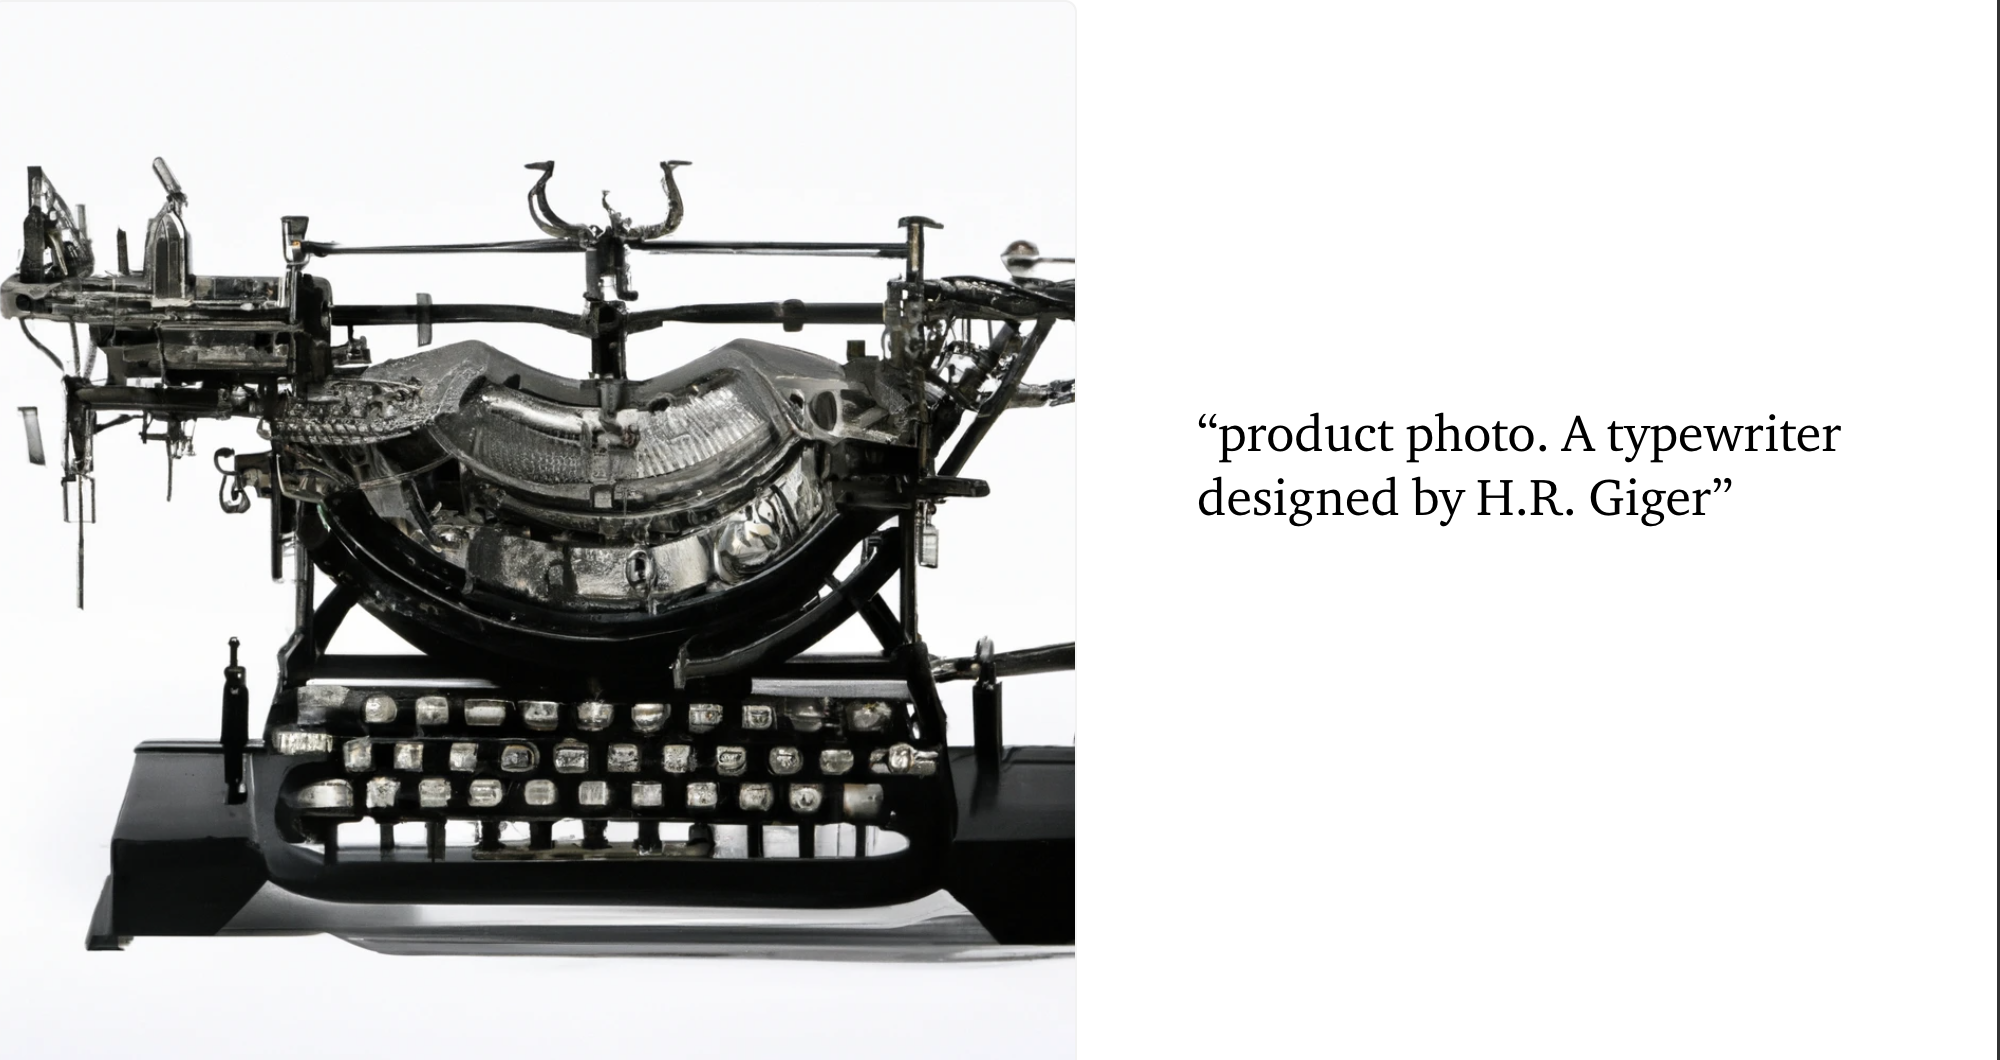 “product photo. A typewriter
designed by H.R. Giger”